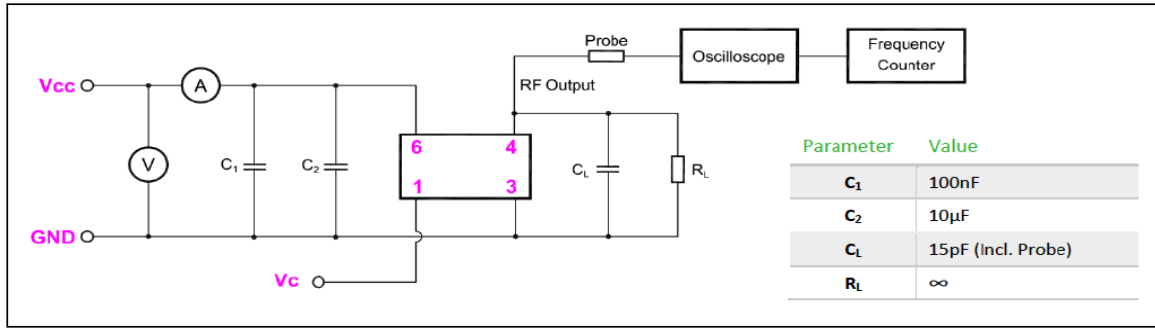 Probe
Oscilloscope
Frequency
Counter
Vcc
A
RF Output
V
C1
C2
6
4
1
3
CL
RL
GND
Vc
Parameter Value
C1 100nF
C2 10µF
CL 15pF (Incl. Probe)
RL ∞